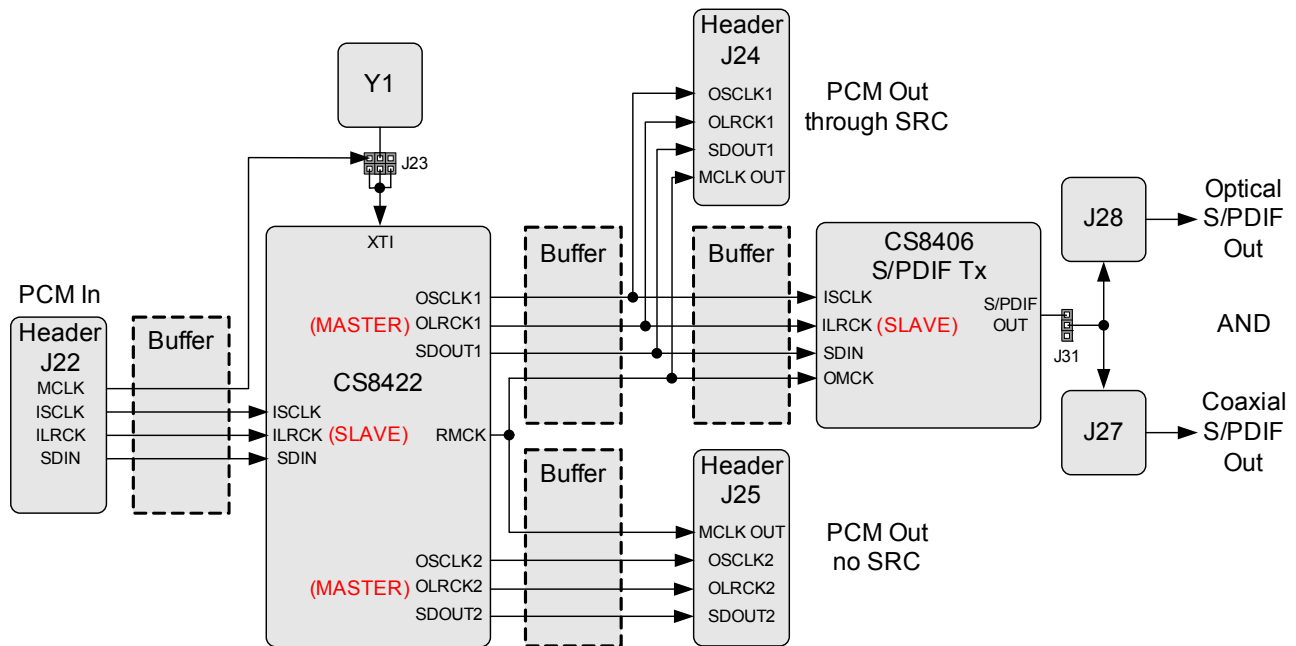 Header
J24
OSCLK1
OLRCK1
SDOUT1
MCLK OUT
PCM Out
through SRC
Y1
J23
PCM In
Header
J22
MCLK
ISCLK
ILRCK
SDIN
Buffer
XTI
OSCLK1
(MASTER) OLRCK1
SDOUT1
CS8422
ISCLK
ILRCK (SLAVE)
SDIN
RMCK
OSCLK2
(MASTER) OLRCK2
SDOUT2
Buffer
Buffer
CS8406
S/PDIF Tx
ISCLK
ILRCK (SLAVE)
SDIN
OMCK
S/PDIF
OUT
J31
J28
Optical
S/PDIF
Out
AND
J27
Coaxial
S/PDIF
Out
Buffer
Header
J25
MCLK OUT
OSCLK2
OLRCK2
SDOUT2
PCM Out
no SRC